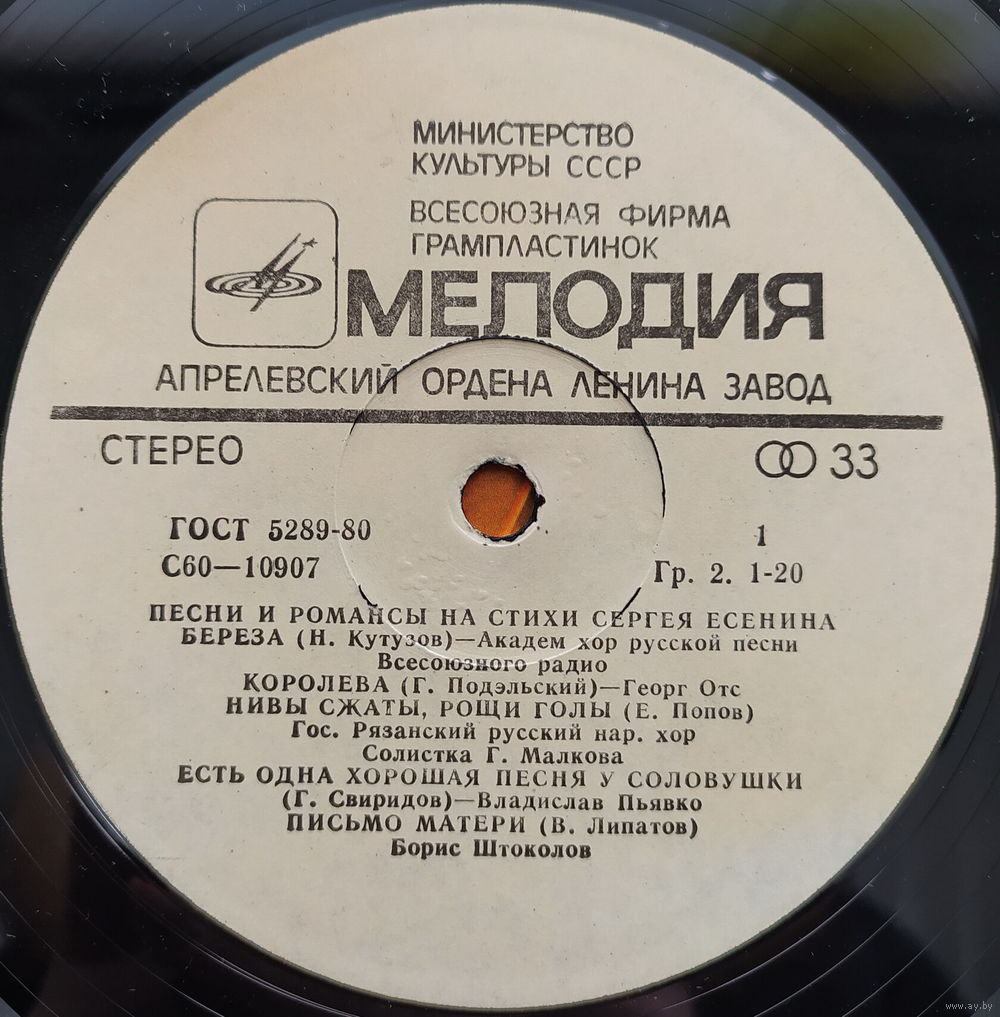 МИНИСТЕРСТВО
КУЛЬТУРЫ СССР
ВСЕСОЮЗНАЯ ФИРМА
ГРАМПЛАСТИНОК
МЕЛОДИЯ
АПРЕЛЕВСКИЙ ОРДЕНА ЛЕНИНА ЗАВОД
СТЕРЕО
33
ГОСТ 5289-80
1
С60—10907
Гр. 2. 1-20
ПЕСНИ И РОМАНСЫ НА СТИХИ СЕРГЕЯ ЕСЕНИНА
БЕРЕЗА (Н. Кутузов)—Академ хор русской песни
Всесоюзного радио
КОРОЛЕВА (Г. Подэльский)—Георг Отс
НИВЫ СЖАТЫ, РОЩИ ГОЛЫ (Е. Попов)
Гос. Рязанский русский нар. хор
Солистка Г. Малкова
ЕСТЬ ОДНА ХОРОШАЯ ПЕСНЯ У СОЛОВУШКИ
(Г. Свиридов)—Владислав Пьявко
ПИСЬМО МАТЕРИ (В. Липатов)
Борис Штоколов
www.ay.by